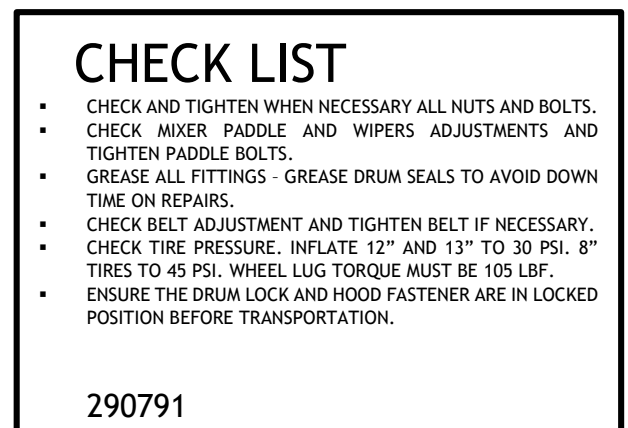 CHECK LIST
▪ CHECK AND TIGHTEN WHEN NECESSARY ALL NUTS AND BOLTS.
▪ CHECK MIXER PADDLE AND WIPERS ADJUSTMENTS AND
TIGHTEN PADDLE BOLTS.
▪ GREASE ALL FITTINGS – GREASE DRUM SEALS TO AVOID DOWN
TIME ON REPAIRS.
▪ CHECK BELT ADJUSTMENT AND TIGHTEN BELT IF NECESSARY.
▪ CHECK TIRE PRESSURE. INFLATE 12” AND 13” TO 30 PSI. 8”
TIRES TO 45 PSI. WHEEL LUG TORQUE MUST BE 105 LBF.
▪ ENSURE THE DRUM LOCK AND HOOD FASTENER ARE IN LOCKED
POSITION BEFORE TRANSPORTATION.
290791